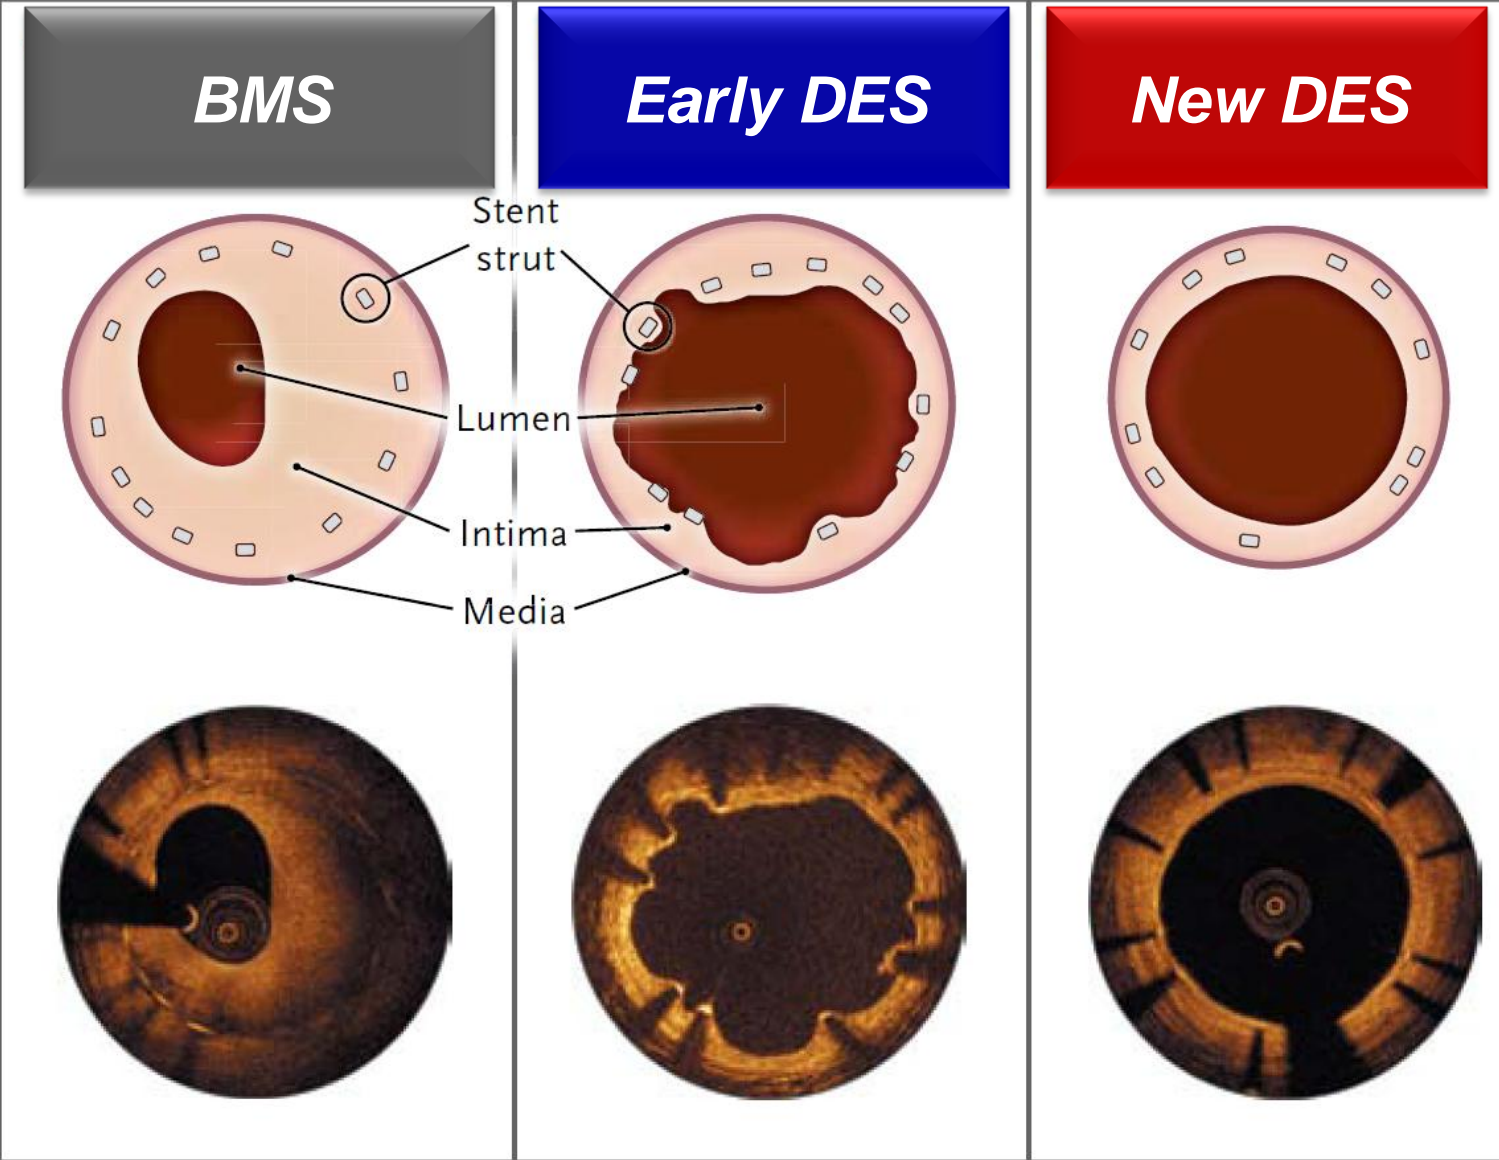 BMS
Early DES
New DES
Stent
strut
Lumen
Intima
Media